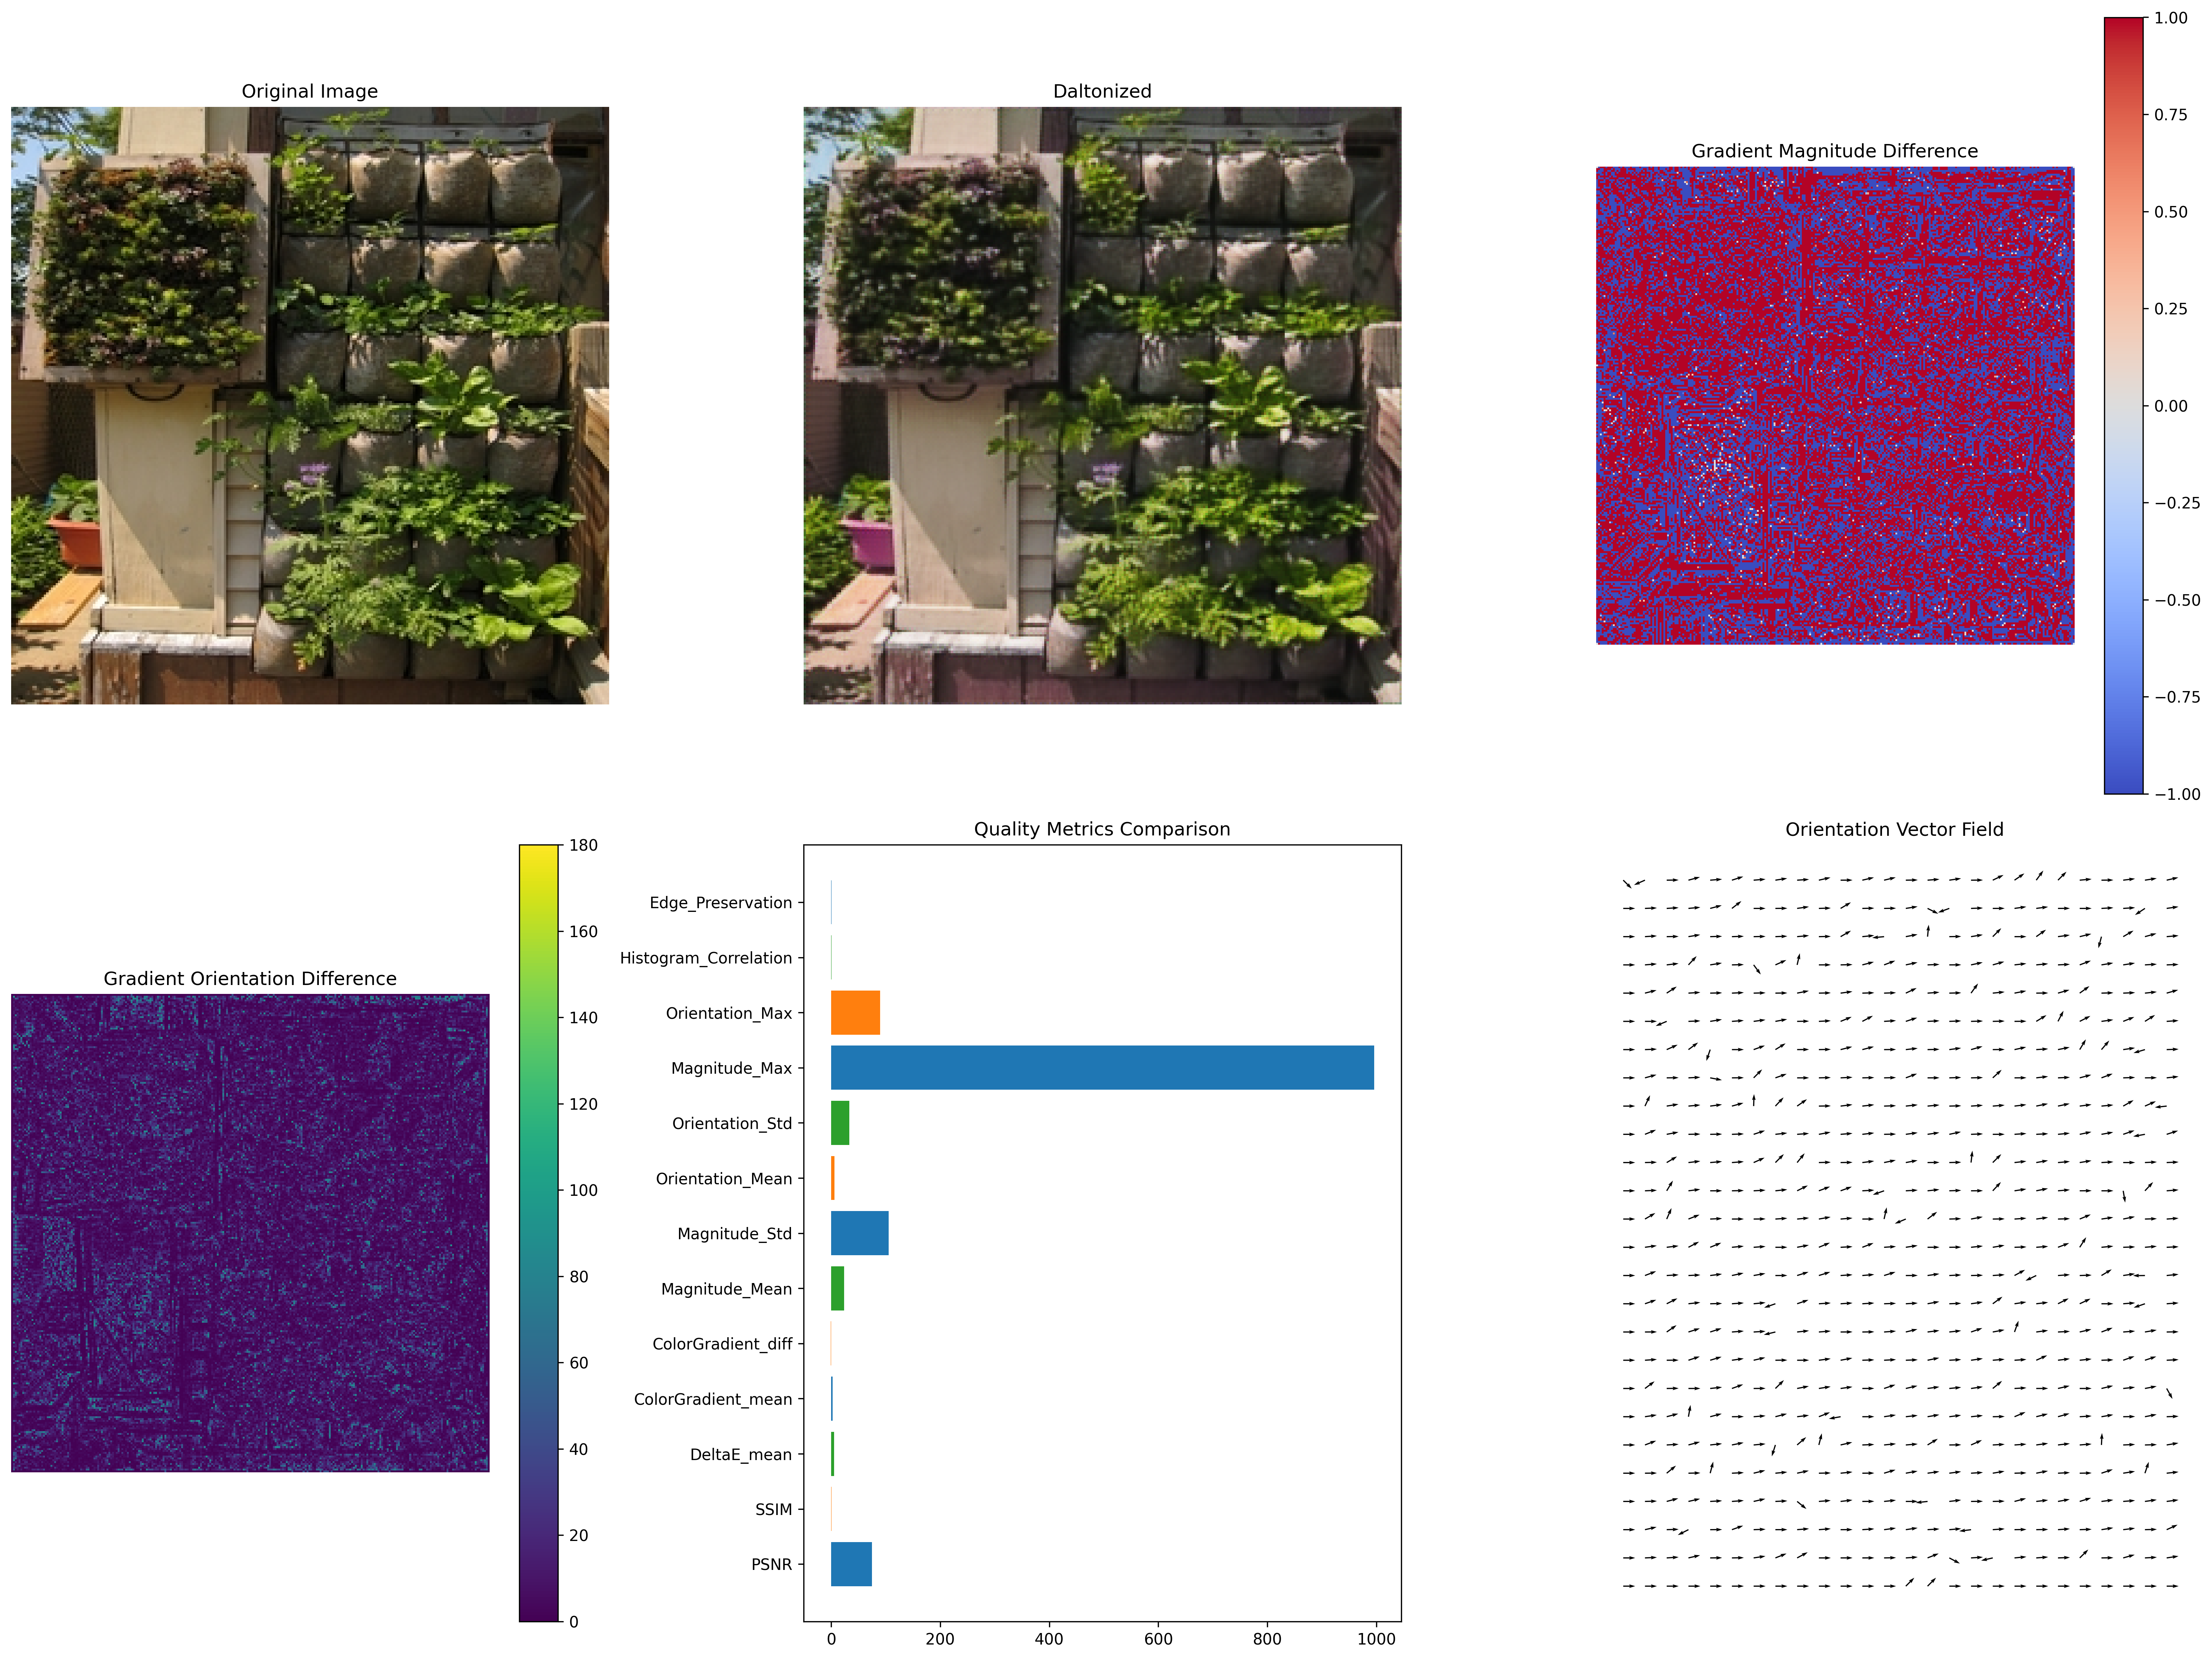 Original Image
Daltonized
Gradient Magnitude Difference
1.00
0.75
0.50
0.25
0.00
−0.25
−0.50
−0.75
−1.00
Gradient Orientation Difference
180
160
140
120
100
80
60
40
20
0
Quality Metrics Comparison
Edge_Preservation
Histogram_Correlation
Orientation_Max
Magnitude_Max
Orientation_Std
Orientation_Mean
Magnitude_Std
Magnitude_Mean
ColorGradient_diff
ColorGradient_mean
DeltaE_mean
SSIM
PSNR
0 200 400 600 800 1000
Orientation Vector Field